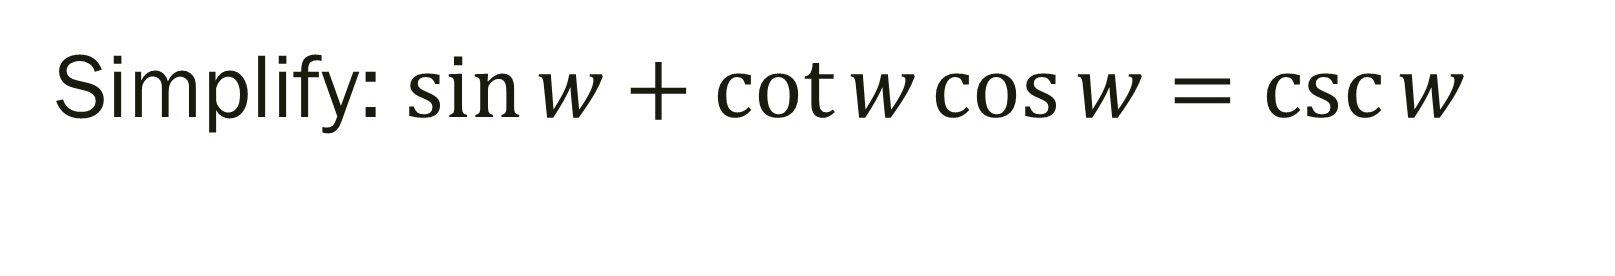 Simplify: sin w + cot w cos w = csc w